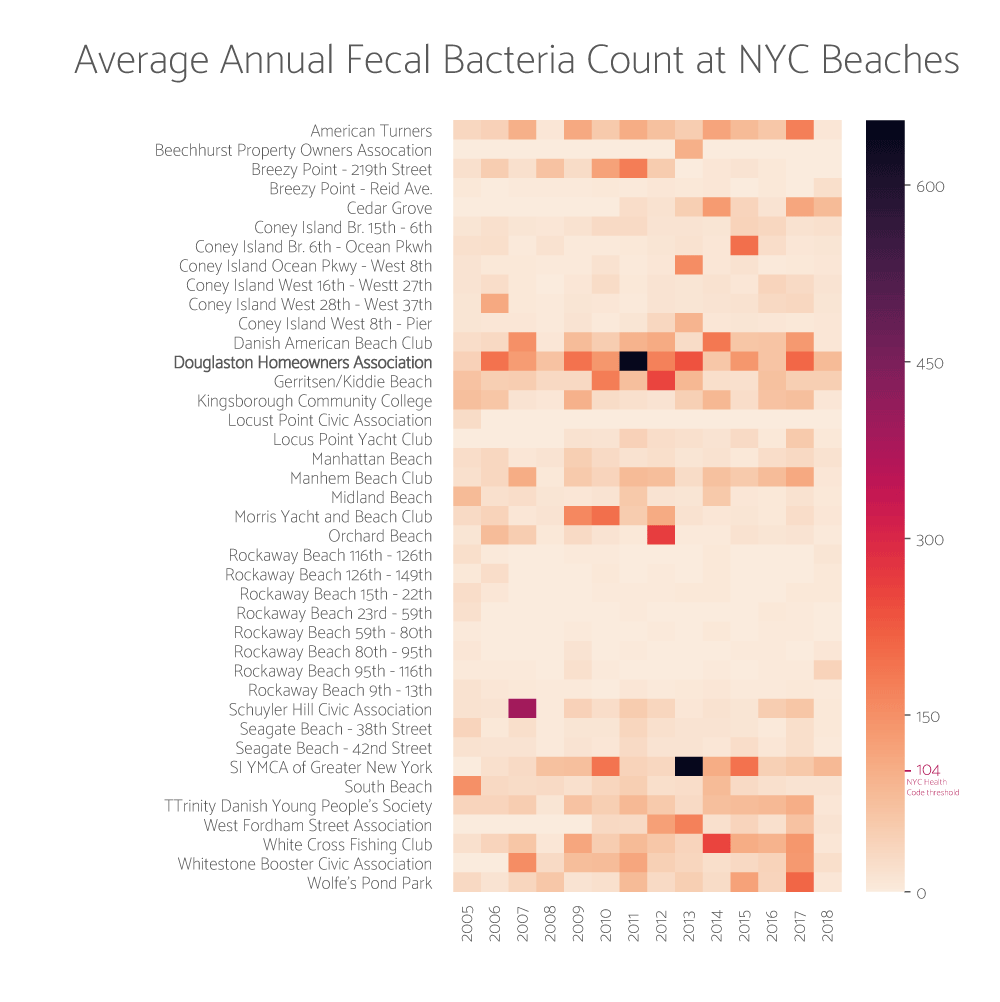 Average Annual Fecal Bacteria Count at NYC Beaches
American Turners
Beechhurst Property Owners Assocation
Breezy Point - 219th Street
Breezy Point - Reid Ave.
Cedar Grove
Coney Island Br. 15th - 6th
Coney Island Br. 6th - Ocean Pkwh
Coney Island Ocean Pkwy - West 8th
Coney Island West 16th - Westt 27th
Coney Island West 28th - West 37th
Coney Island West 8th - Pier
Danish American Beach Club
Douglaston Homeowners Association
Gerritsen/Kiddie Beach
Kingsborough Community College
Locust Point Civic Association
Locus Point Yacht Club
Manhattan Beach
Manhem Beach Club
Midland Beach
Morris Yacht and Beach Club
Orchard Beach
Rockaway Beach 116th - 126th
Rockaway Beach 126th - 149th
Rockaway Beach 15th - 22th
Rockaway Beach 23rd - 59th
Rockaway Beach 59th - 80th
Rockaway Beach 80th - 95th
Rockaway Beach 95th - 116th
Rockaway Beach 9th - 13th
Schuyler Hill Civic Association
Seagate Beach - 38th Street
Seagate Beach - 42nd Street
SI YMCA of Greater New York
South Beach
TTrinity Danish Young People's Society
West Fordham Street Association
White Cross Fishing Club
Whitestone Booster Civic Association
Wolfe's Pond Park
2005 2006 2007 2008 2009 2010 2011 2012 2013 2014 2015 2016 2017 2018
600
450
300
150
104
NYC Health
Code threshold
0